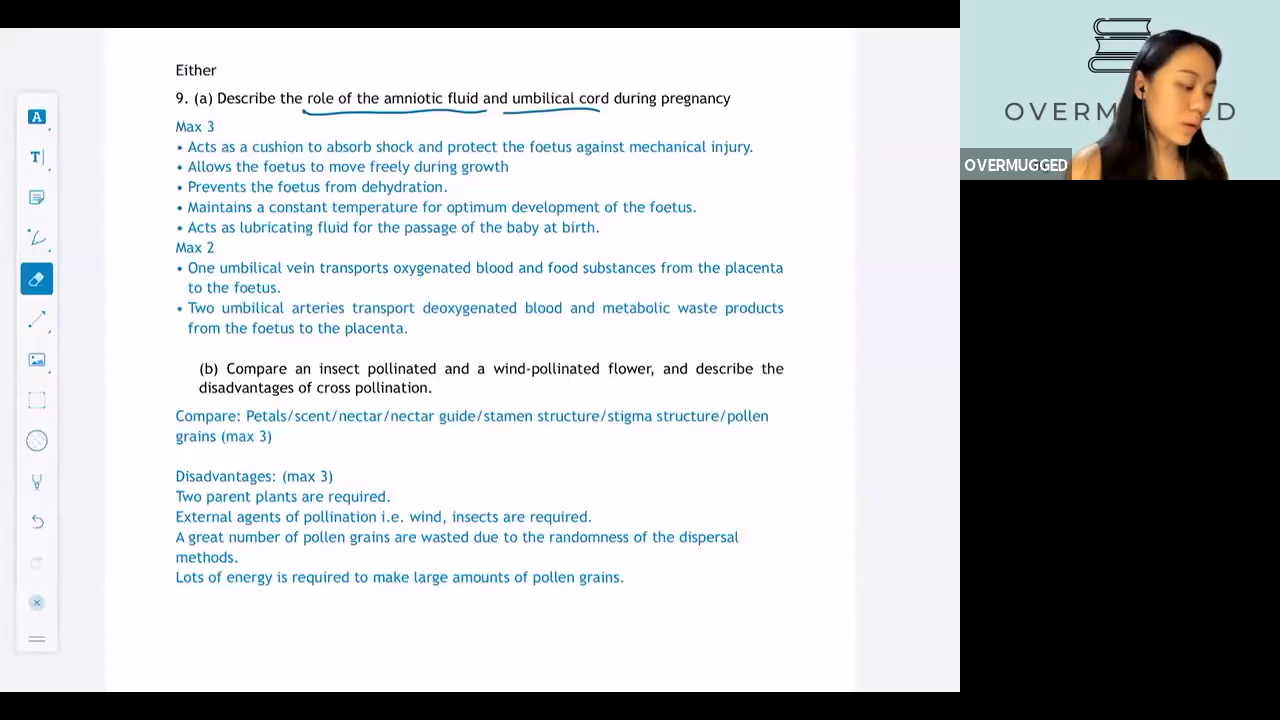 Either
9. (a) Describe the role of the amniotic fluid and umbilical cord during pregnancy
Max 3
• Acts as a cushion to absorb shock and protect the foetus against mechanical injury.
• Allows the foetus to move freely during growth
• Prevents the foetus from dehydration.
• Maintains a constant temperature for optimum development of the foetus.
• Acts as lubricating fluid for the passage of the baby at birth.
Max 2
• One umbilical vein transports oxygenated blood and food substances from the placenta
to the foetus.
• Two umbilical arteries transport deoxygenated blood and metabolic waste products
from the foetus to the placenta.
(b) Compare an insect pollinated and a wind-pollinated flower, and describe the
disadvantages of cross pollination.
Compare: Petals/scent/nectar/nectar guide/stamen structure/stigma structure/pollen
grains (max 3)
Disadvantages: (max 3)
Two parent plants are required.
External agents of pollination i.e. wind, insects are required.
A great number of pollen grains are wasted due to the randomness of the dispersal
methods.
Lots of energy is required to make large amounts of pollen grains.
A
T
OVERM D
OVERMUGGED